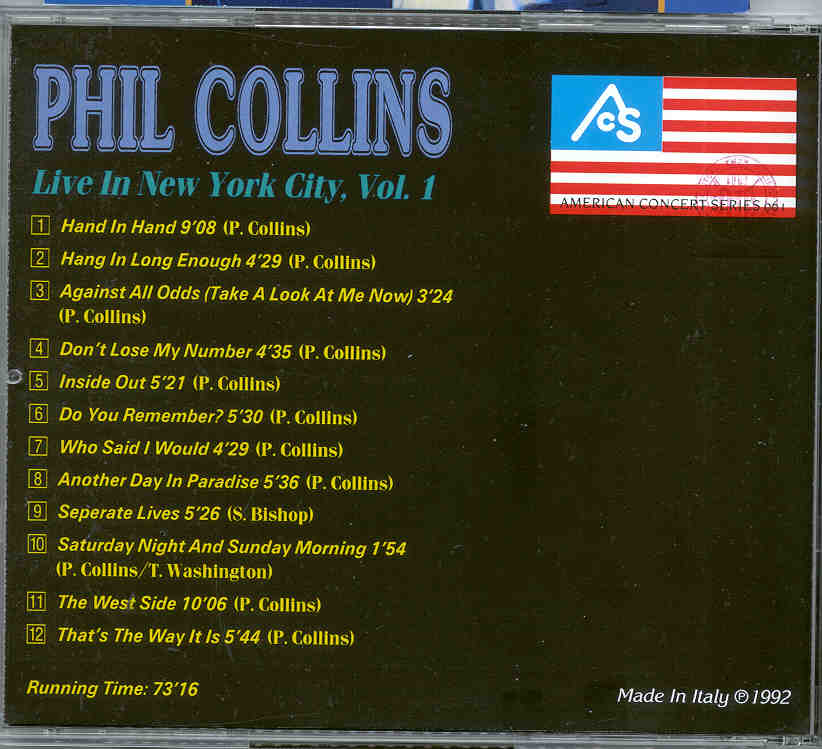 PHIL COLLINS
Live In New York City, Vol. 1
ACS
AMERICAN CONCERT SERIES 061
1 Hand In Hand 9'08 (P. Collins)
2 Hang In Long Enough 4'29 (P. Collins)
3 Against All Odds (Take A Look At Me Now) 3'24
(P. Collins)
4 Don't Lose My Number 4'35 (P. Collins)
5 Inside Out 5'21 (P. Collins)
6 Do You Remember? 5'30 (P. Collins)
7 Who Said I Would 4'29 (P. Collins)
8 Another Day In Paradise 5'36 (P. Collins)
9 Seperate Lives 5'26 (S. Bishop)
10 Saturday Night And Sunday Morning 1'54
(P. Collins/T. Washington)
11 The West Side 10'06 (P. Collins)
12 That's The Way It Is 5'44 (P. Collins)
Running Time: 73'16
Made In Italy ℗ 1992